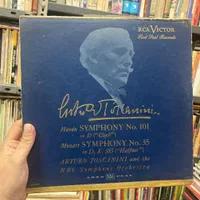 RCA VICTOR
Red Seal Records
Arturo Toscanini
Haydn SYMPHONY No. 101
in D ("Clock")
Mozart SYMPHONY No. 35
in D, K. 385 ("Haffner")
ARTURO TOSCANINI and the
NBC Symphony Orchestra